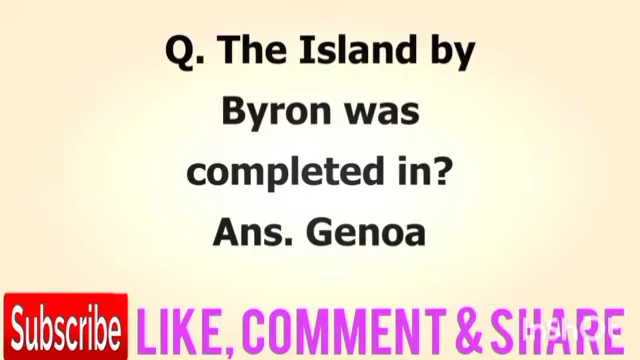 Q. The Island by
Byron was
completed in?
Ans. Genoa
Subscribe LIKE, COMMENT & SHARE